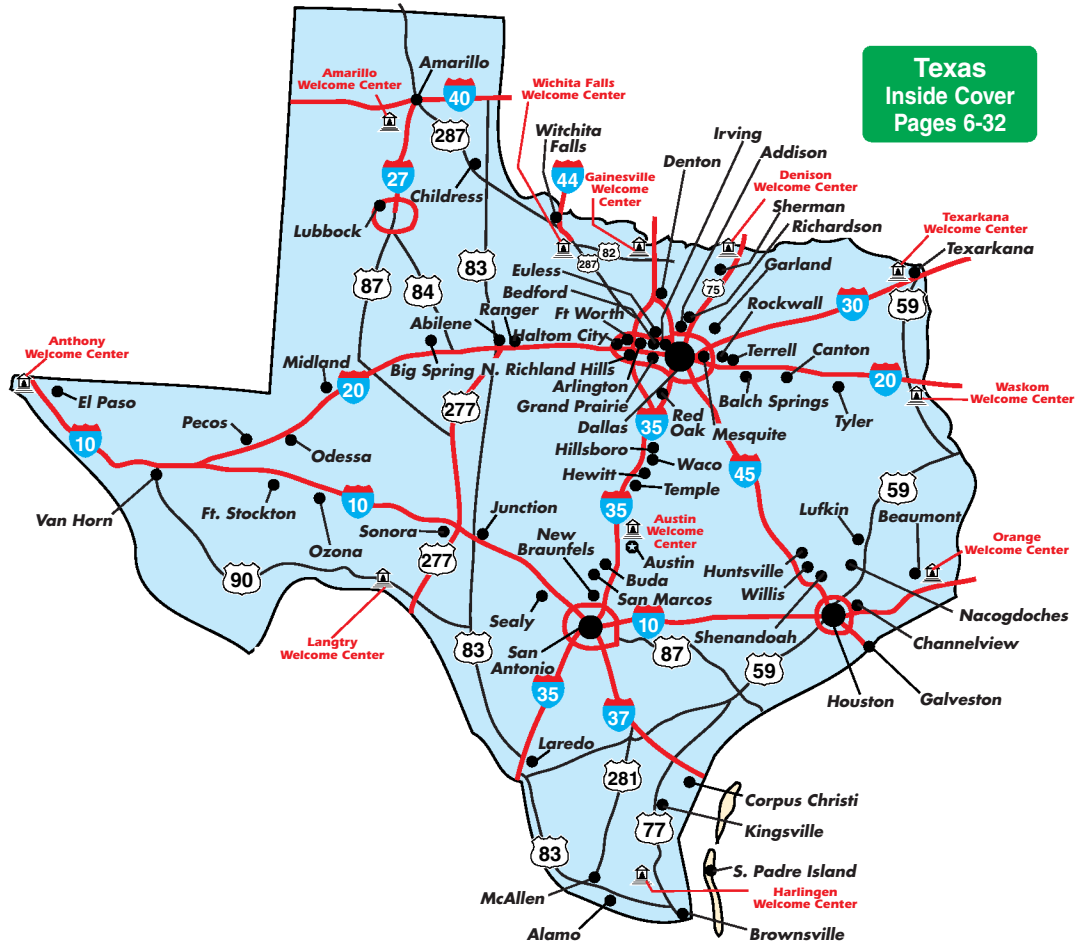 Texas
Inside Cover
Pages 6-32
Amarillo
Amarillo
Welcome Center
40
287
Wichita Falls
Welcome Center
Witchita
Falls
Irving
Addison
Denton
Denison
Welcome Center
44
Gainesville
Welcome
Center
27
Childress
Sherman
Richardson
Texarkana
Welcome Center
Texarkana
Lubbock
82
287
83
Euless
Garland
75
87
84
Bedford
Rockwall
30
59
Ranger
Ft Worth
Abilene
Haltom City
Anthony
Welcome Center
Midland
Big Spring
N. Richland Hills
Terrell
Canton
20
20
Arlington
Waskom
Welcome Center
El Paso
277
Grand Prairie
Balch Springs
Tyler
Pecos
Dallas
35
Red
Oak
Mesquite
10
Odessa
Hillsboro
Waco
Hewitt
45
Temple
59
Van Horn
Ft. Stockton
10
Junction
35
Lufkin
Beaumont
Sonora
New
Braunfels
Austin
Welcome
Center
Orange
Welcome Center
Ozona
277
Austin
Huntsville
90
Buda
Willis
San Marcos
Nacogdoches
Sealy
10
Shenandoah
Channelview
Langtry
Welcome Center
83
San
Antonio
87
59
35
Houston
Galveston
37
Laredo
281
Corpus Christi
77
Kingsville
83
S. Padre Island
McAllen
Harlingen
Welcome Center
Alamo
Brownsville